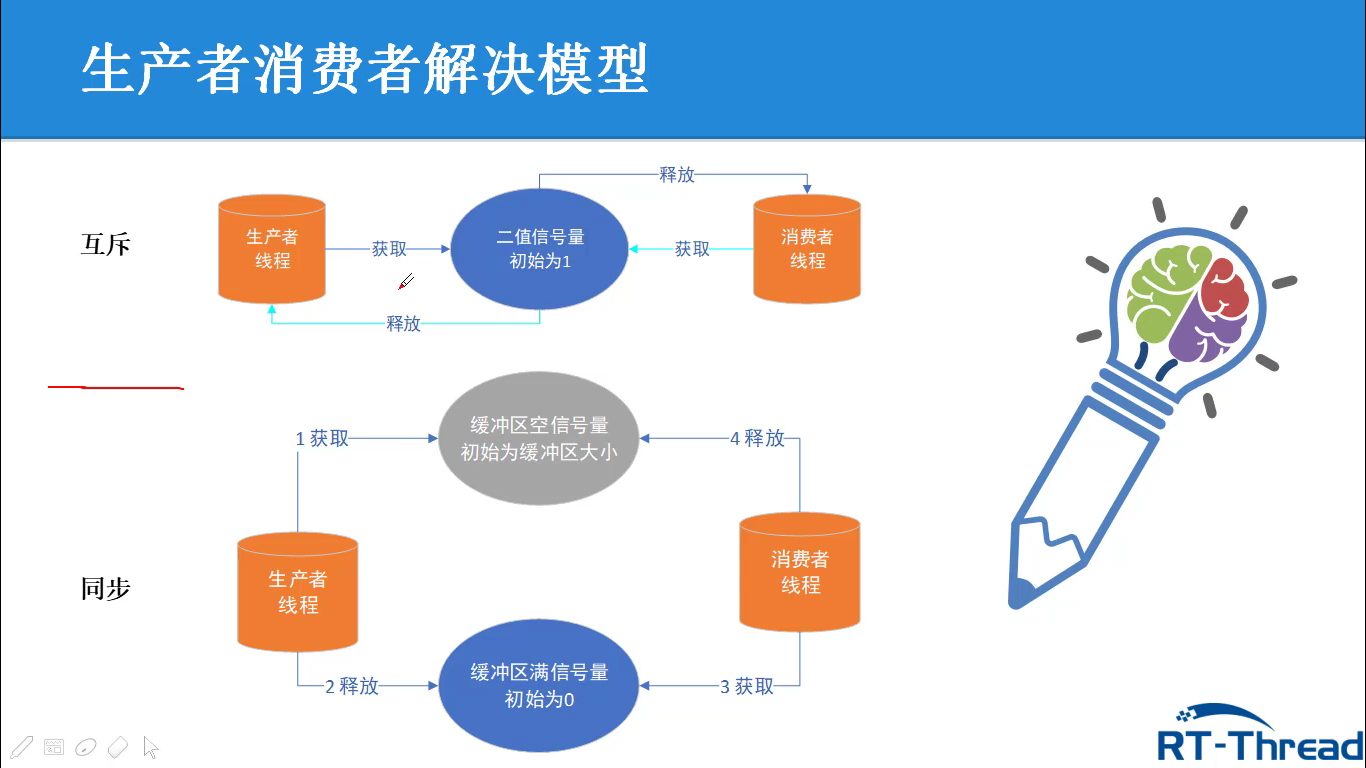 生产者消费者解决模型
释放
互斥
生产者
线程
获取
二值信号量
初始为1
获取
消费者
线程
释放
缓冲区空信号量
初始为缓冲区大小
1 获取
4 释放
同步
生产者
线程
消费者
线程
缓冲区满信号量
初始为0
2 释放
3 获取
RT-Thread